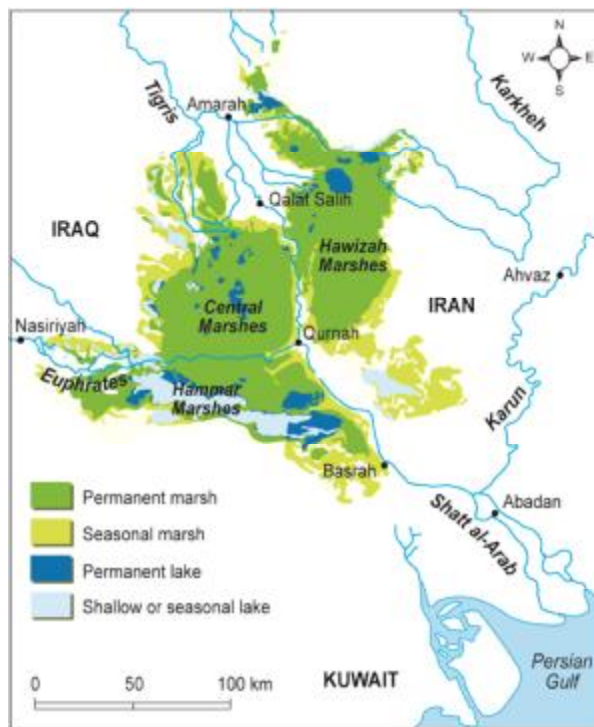 N
W E
S
Tigris
Karkheh
Amarah
Qalat Salih
IRAQ
Hawizah
Marshes
Ahvaz
IRAN
Central
Marshes
Nasiriyah
Qurnah
Euphrates
Hammar
Marshes
Karun
Basrah
Permanent marsh
Abadan
Seasonal marsh
Shatt al-Arab
Permanent lake
Shallow or seasonal lake
Persian
Gulf
KUWAIT
0 50 100 km